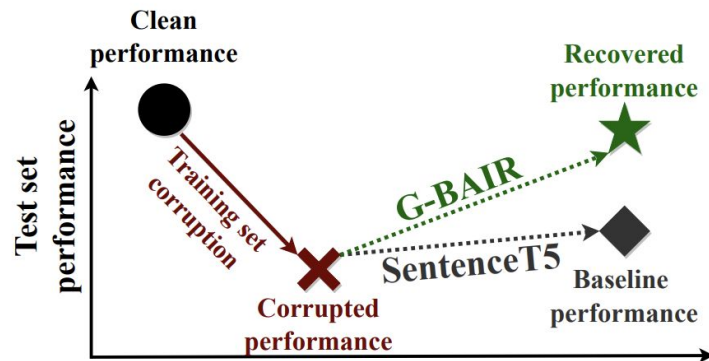 Clean
performance
Recovered
performance
Test set
performance
Training set
corruption
G-BAIR
SentenceT5
Corrupted
performance
Baseline
performance